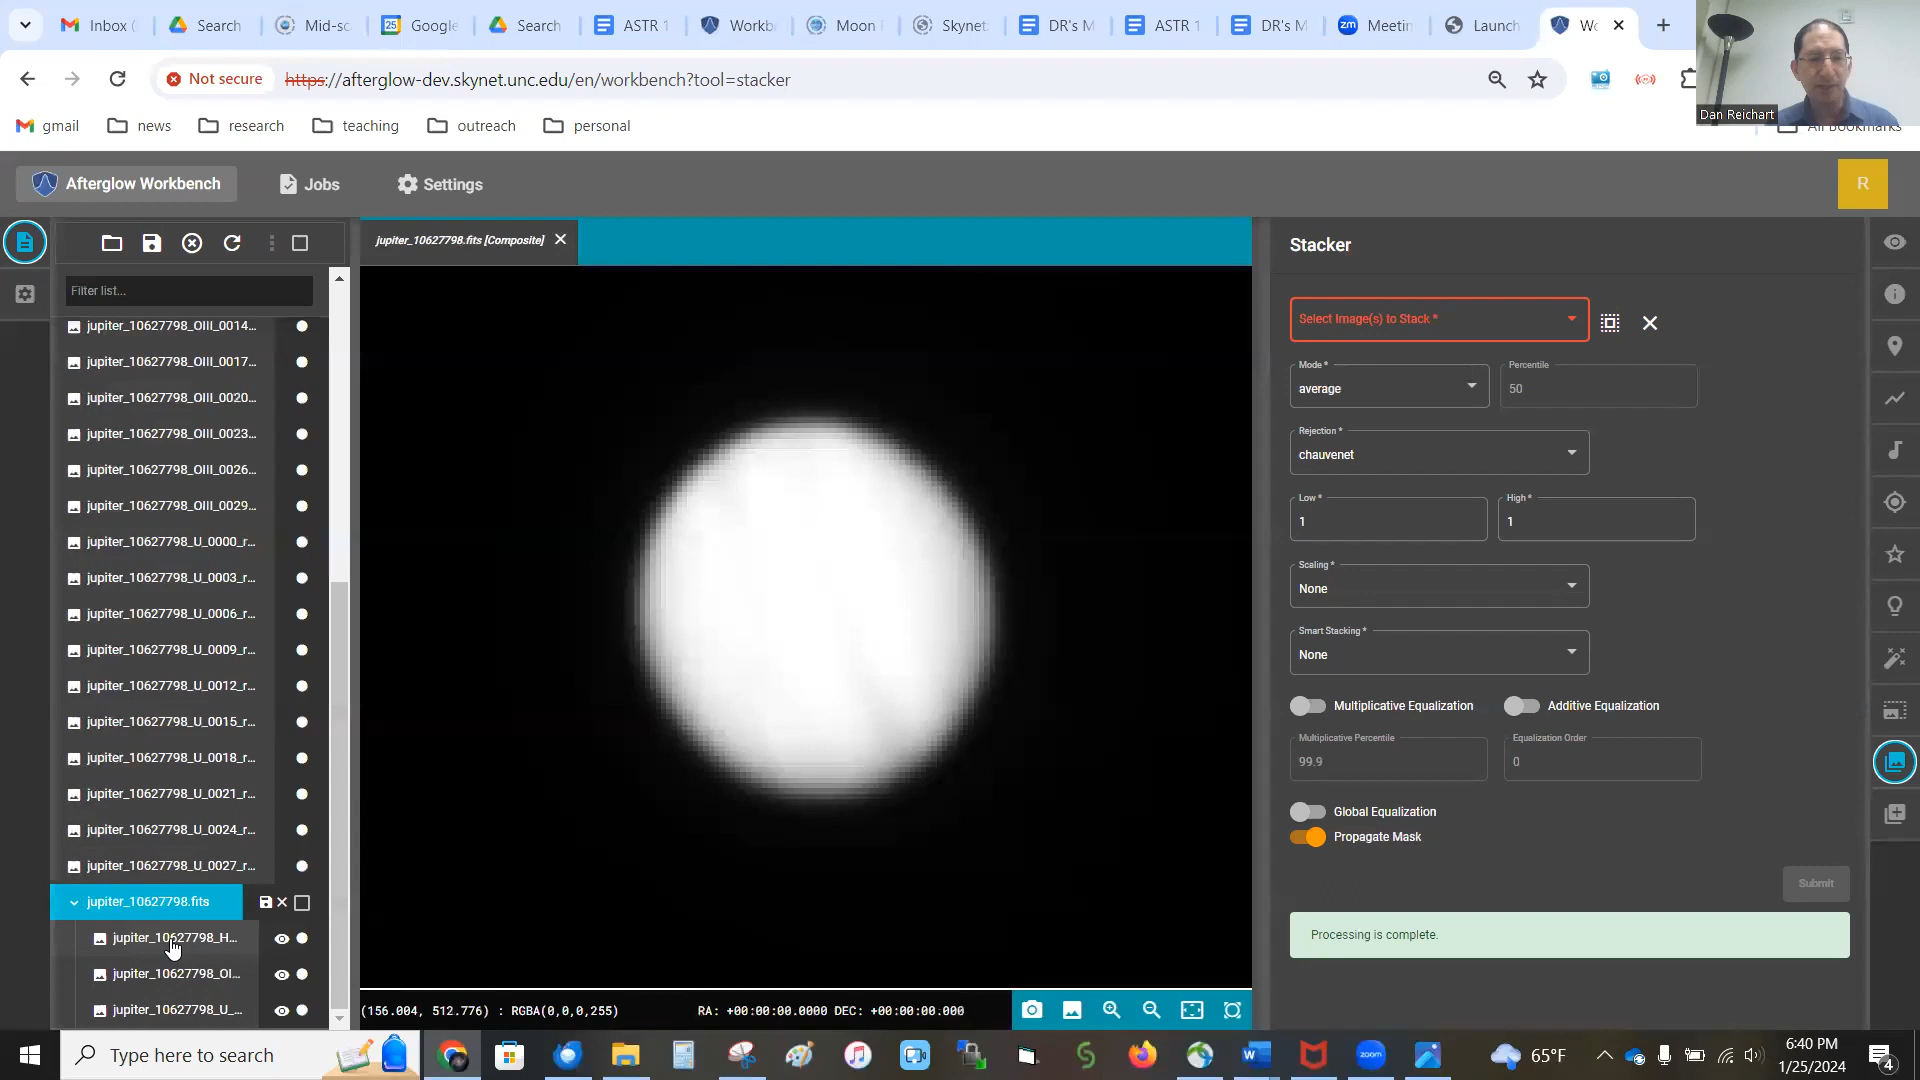 Inbox (
Search
Mid-sc
Google
Search
ASTR 1
Workb
Moon
Skynet
DR's M
ASTR 1
DR's M
zm Meetin
Launch
Wo
Not secure https://afterglow-dev.skynet.unc.edu/en/workbench?tool=stacker
Dan Reichart
gmail
news
research
teaching
outreach
personal
All Bookmarks
Afterglow Workbench
Jobs
Settings
R
Filter list...
jupiter_10627798_OIII_0014...
jupiter_10627798_OIII_0017...
jupiter_10627798_OIII_0020...
jupiter_10627798_OIII_0023...
jupiter_10627798_OIII_0026...
jupiter_10627798_OIII_0029...
jupiter_10627798_U_0000_r...
jupiter_10627798_U_0003_r...
jupiter_10627798_U_0006_r...
jupiter_10627798_U_0009_r...
jupiter_10627798_U_0012_r...
jupiter_10627798_U_0015_r...
jupiter_10627798_U_0018_r...
jupiter_10627798_U_0021_r...
jupiter_10627798_U_0024_r...
jupiter_10627798_U_0027_r...
jupiter_10627798.fits
jupiter_10627798_H...
jupiter_10627798_OI...
jupiter_10627798_U_...
jupiter_10627798.fits [Composite]
(156.004, 512.776) : RGBA(0,0,0,255)
RA: +00:00:00.0000 DEC: +00:00:00.000
Stacker
Select Image(s) to Stack *
Mode *
average
Percentile
50
Rejection *
chauvenet
Low *
1
High *
1
Scaling *
None
Smart Stacking *
None
Multiplicative Equalization
Additive Equalization
Multiplicative Percentile
99.9
Equalization Order
0
Global Equalization
Propagate Mask
Submit
Processing is complete.
Type here to search
zoom
65°F
6:40 PM
1/25/2024
4